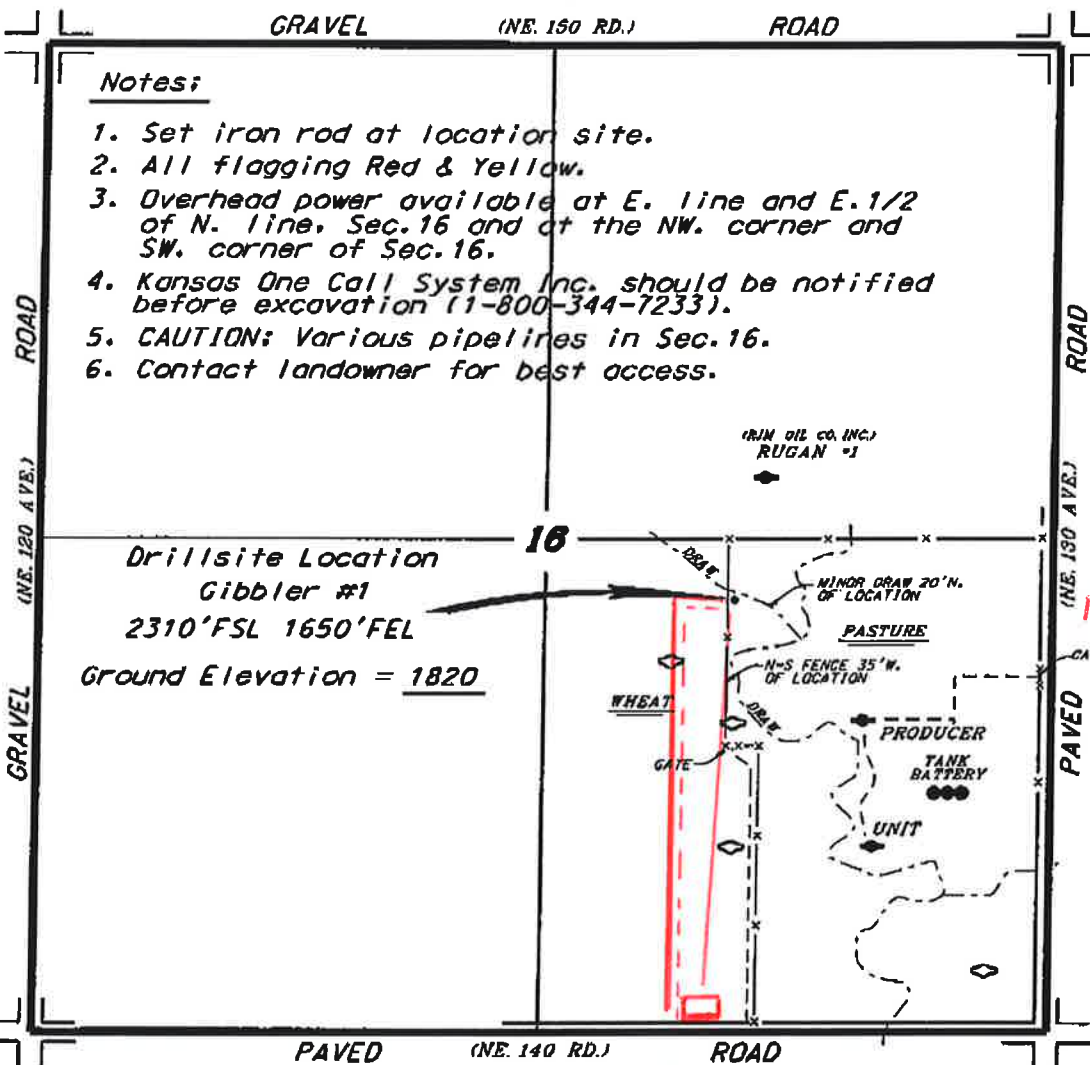 GRAVEL (NE. 150 RD.) ROAD
Notes:
1. Set iron rod at location site.
2. All flagging Red & Yellow.
3. Overhead power available at E. line and E.1/2
of N. line, Sec.16 and at the NW. corner and
SW. corner of Sec.16.
4. Kansas One Call System Inc. should be notified
before excavation (1-800-344-7233).
5. CAUTION: Various pipelines in Sec.16.
6. Contact landowner for best access.
GRAVEL (NE. 120 AVE.) ROAD
PAVED (NE. 130 AVE.) ROAD
(RJM OIL CO. INC.)
RUGAN #1
16
Drillsite Location
Gibbler #1
2310'FSL 1650'FEL
Ground Elevation = 1820
DRAW
MINOR DRAW 20'N.
OF LOCATION
PASTURE
N-S FENCE 35'W.
OF LOCATION
WHEAT
DRAW
GATE
PRODUCER
TANK
BATTERY
UNIT
CA
PAVED (NE. 140 RD.) ROAD